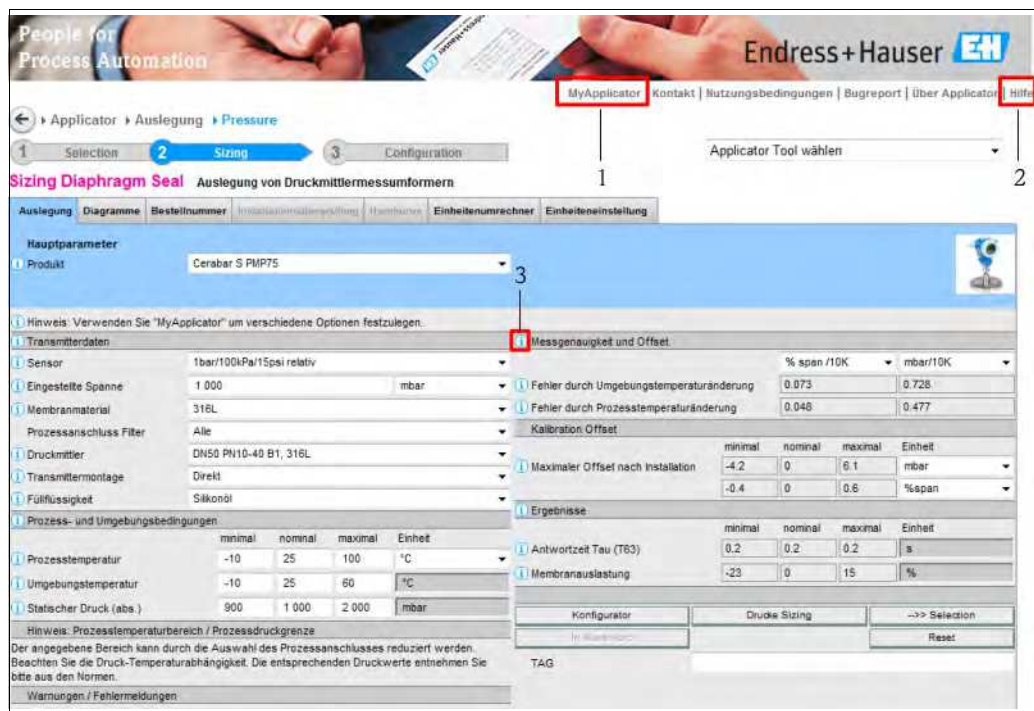 People for
Process Automation
Endress+Hauser EH
MyApplicator | Kontakt | Nutzungsbedingungen | Bugreport | Über Applicator | Hilfe
Applicator Auslegung Pressure
1 Selection 2 Sizing 3 Configuration
Applicator Tool wählen
1
2
Sizing Diaphragm Seal Auslegung von Druckmittlermessumformern
Auslegung Diagramme Bestellnummer Einheitenumrechner Einheiteneinstellung
Hauptparameter
Produkt Cerabar S PMP75
3
Hinweis: Verwenden Sie "MyApplicator" um verschiedene Optionen festzulegen.
Transmitterdaten
Sensor 1bar/100kPa/15psi relativ
Eingestellte Spanne 1 000 mbar
Membranmaterial 316L
Prozessanschluss Filter Alle
Druckmittler DN50 PN10-40 B1, 316L
Transmittermontage Direkt
Füllflüssigkeit Silikonöl
Prozess- und Umgebungsbedingungen
minimal nominal maximal Einheit
Prozesstemperatur -10 25 100 °C
Umgebungstemperatur -10 25 60 °C
Statischer Druck (abs.) 900 1 000 2 000 mbar
Hinweis: Prozesstemperaturbereich / Prozessdruckgrenze
Der angegebene Bereich kann durch die Auswahl des Prozessanschlusses reduziert werden.
Beachten Sie die Druck-Temperaturabhängigkeit. Die entsprechenden Druckwerte entnehmen Sie
bitte aus den Normen.
Warnungen / Fehlermeldungen
Messgenauigkeit und Offset
% span /10K mbar/10K
Fehler durch Umgebungstemperaturänderung 0.073 0.728
Fehler durch Prozesstemperaturänderung 0.048 0.477
Kalibration Offset
minimal nominal maximal Einheit
Maximaler Offset nach Installation -4.2 0 6.1 mbar
-0.4 0 0.6 %span
Ergebnisse
minimal nominal maximal Einheit
Antwortzeit Tau (T63) 0.2 0.2 0.2 s
Membranauslastung -23 0 15 %
Konfigurator Drucke Sizing -->> Selection
Reset
TAG